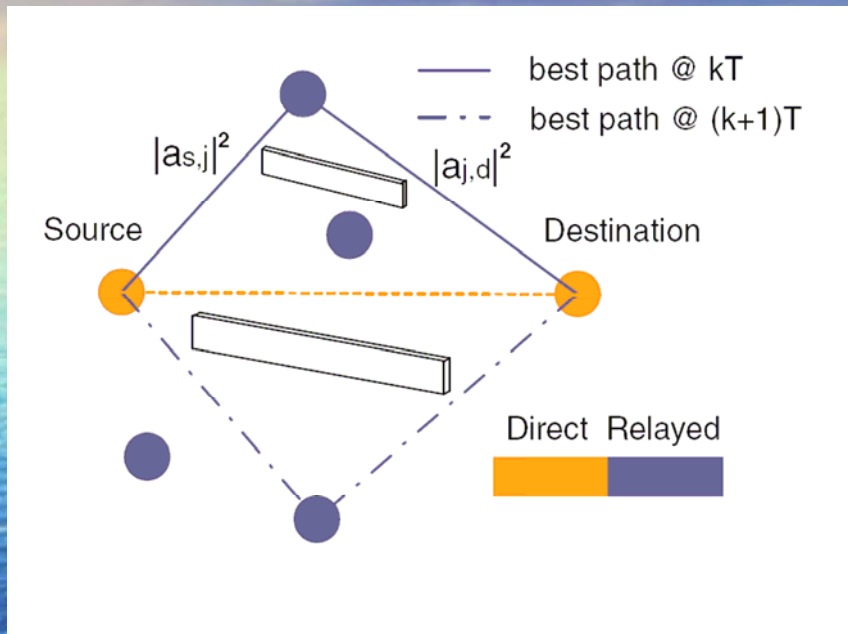 best path @ kT
best path @ (k+1)T
|as,j|²
|aj,d|²
Source
Destination
Direct Relayed